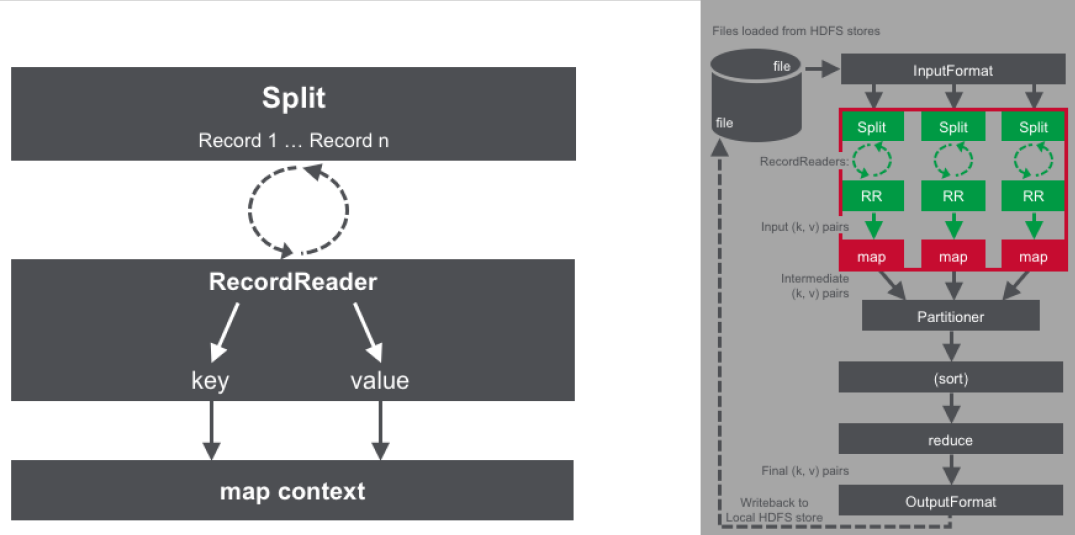 Split
Record 1 … Record n
RecordReader
key value
map context
Files loaded from HDFS stores
file
InputFormat
file
Split Split Split
RecordReaders:
RR RR RR
Input (k, v) pairs
map map map
Intermediate
(k, v) pairs
Partitioner
(sort)
reduce
Final (k, v) pairs
OutputFormat
Writeback to
Local HDFS store